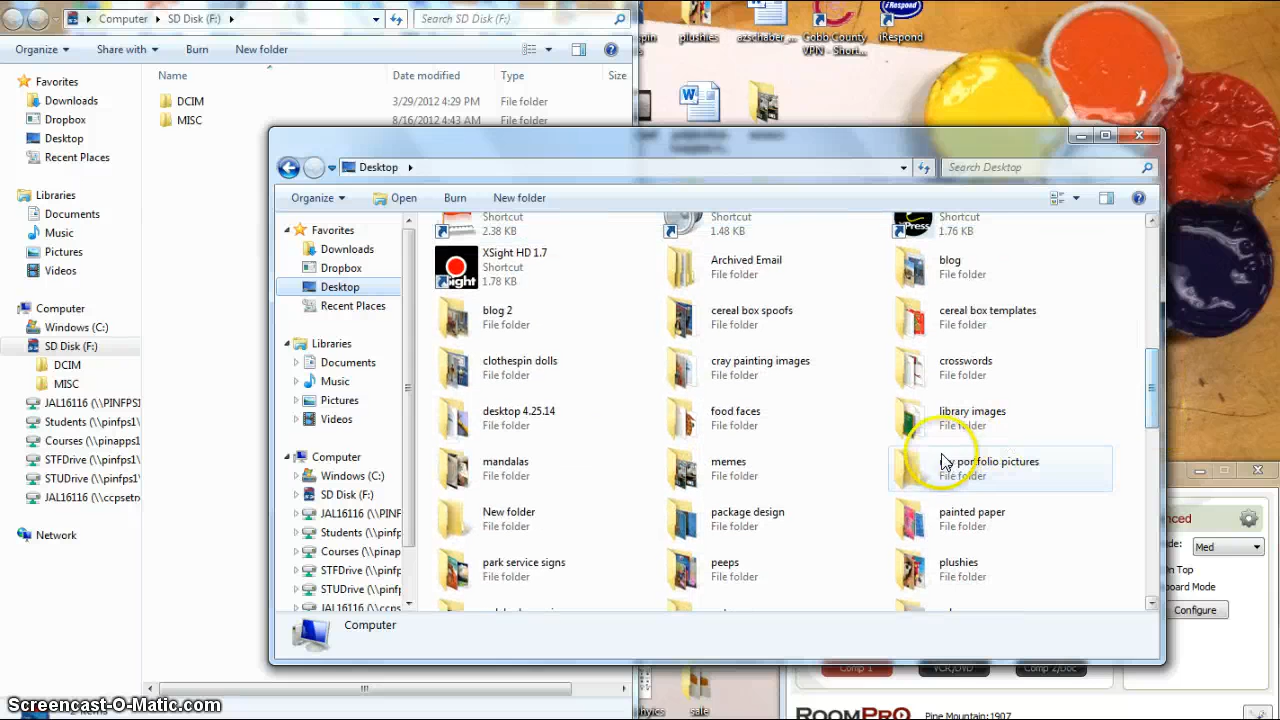 Computer ▸ SD Disk (F:) ▸
Search SD Disk (F:)
Organize Share with Burn New folder
Name Date modified Type Size
DCIM 3/29/2012 4:29 PM File folder
MISC 8/16/2012 4:43 AM File folder
Favorites
Downloads
Dropbox
Desktop
Recent Places
Libraries
Documents
Music
Pictures
Videos
Computer
Windows (C:)
SD Disk (F:)
DCIM
MISC
JAL16116 (\\PINFPS1
Students (\\pinfps1
Courses (\\pinapps1
STFDrive (\\pinfp
STUDrive (\\pinfp
JAL16116 (\\ccpsetn
Network
plushies
azschaber_...
Cobb County
VPN - Short...
iRespond
Desktop ▸
Search Desktop
Organize Open Burn New folder
Favorites
Downloads
Dropbox
Desktop
Recent Places
Libraries
Documents
Music
Pictures
Videos
Computer
Windows (C:)
SD Disk (F:)
JAL16116 (\\PINF
Students (\\pinfp
Courses (\\pinap
STFDrive (\\pinfp
STUDrive (\\pinfp
JAL16116 (\\ccps
Shortcut Shortcut Shortcut
2.38 KB 1.48 KB 1.76 KB
XSight HD 1.7
Shortcut
1.78 KB
Archived Email
File folder
blog
File folder
blog 2
File folder
cereal box spoofs
File folder
cereal box templates
File folder
clothespin dolls
File folder
cray painting images
File folder
crosswords
File folder
desktop 4.25.14
File folder
food faces
File folder
library images
File folder
mandalas
File folder
memes
File folder
portfolio pictures
File folder
New folder
File folder
package design
File folder
painted paper
File folder
park service signs
File folder
peeps
File folder
plushies
File folder
Computer
Med
On Top
Board Mode
Configure
Comp 1 VCR/DVD Comp 2/Doc
ROOMPRO Pine Mountain:1907
sale
Screencast-O-Matic.com